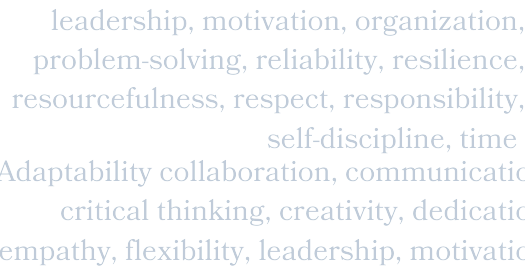 leadership, motivation, organization,
problem-solving, reliability, resilience,
resourcefulness, respect, responsibility,
self-discipline, time
Adaptability collaboration, communicatio
critical thinking, creativity, dedicatio
empathy, flexibility, leadership, motivatio